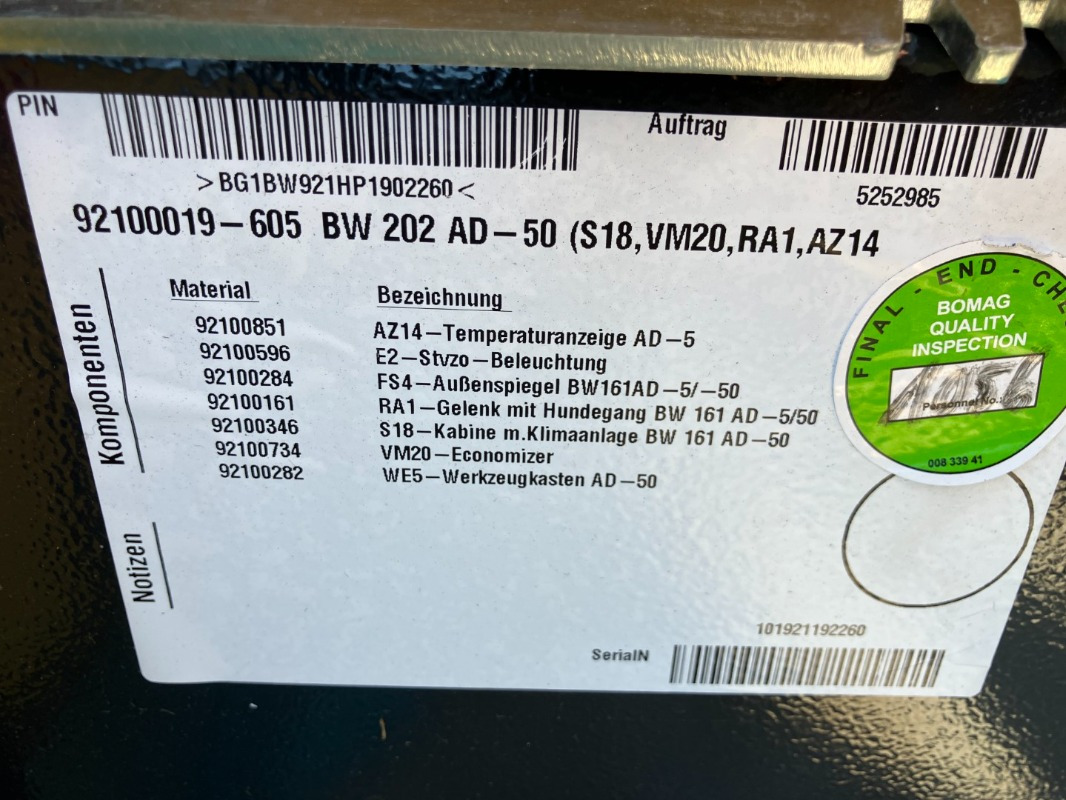 PIN
Auftrag
>BG1BW921HP1902260<
5252985
92100019-605 BW 202 AD-50 (S18,VM20,RA1,AZ14
Komponenten
Material Bezeichnung
92100851 AZ14-Temperaturanzeige AD-5
92100596 E2-Stvzo-Beleuchtung
92100284 FS4-Außenspiegel BW161AD-5/-50
92100161 RA1-Gelenk mit Hundegang BW 161 AD-5/50
92100346 S18-Kabine m.Klimaanlage BW 161 AD-50
92100734 VM20-Economizer
92100282 WE5-Werkzeugkasten AD-50
FINAL - END - CHE
BOMAG
QUALITY
INSPECTION
Personnel No.:
008 339 41
Notizen
101921192260
SerialN